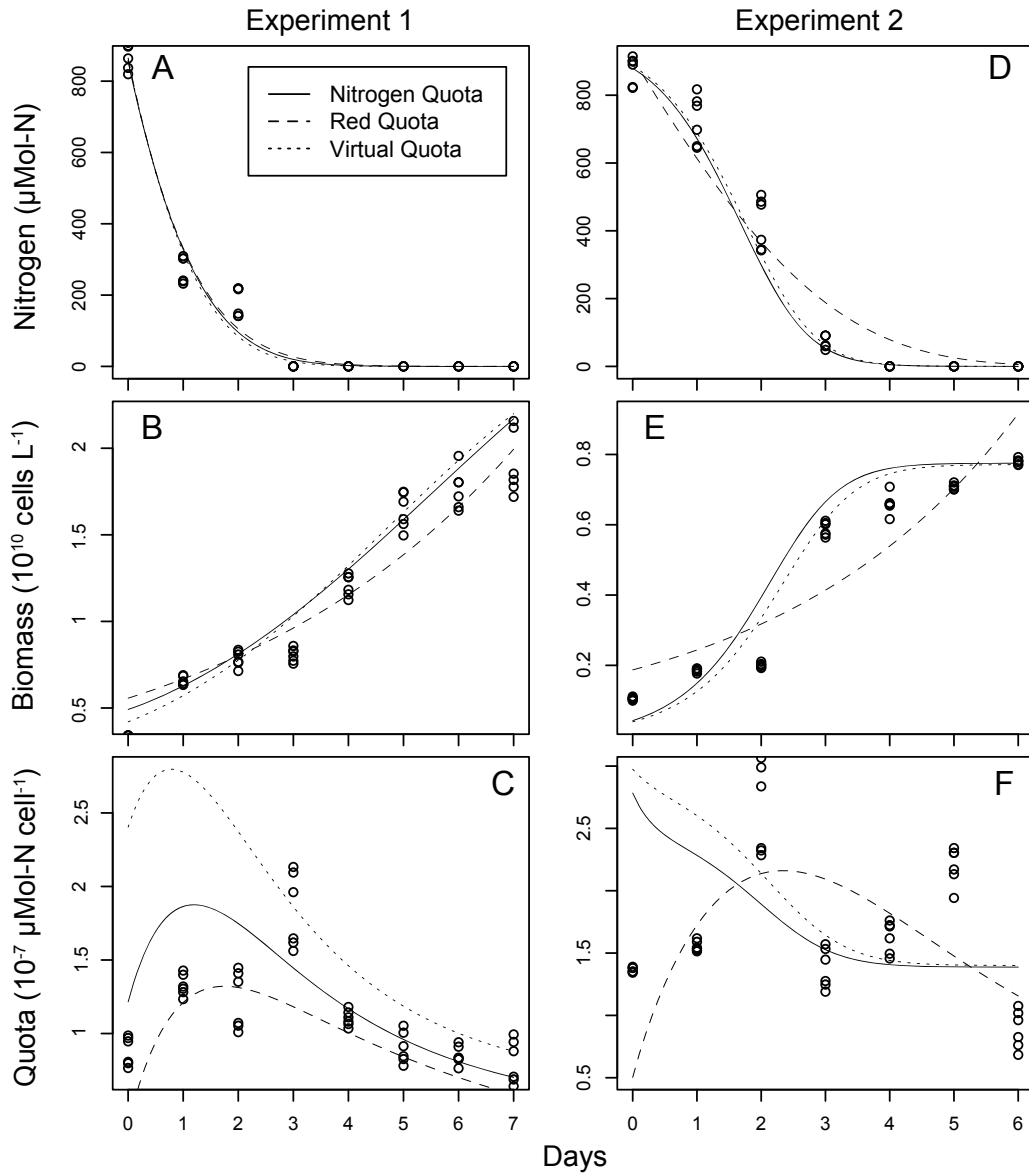 Experiment 1
Experiment 2
Nitrogen (µMol-N)
0 200 400 600 800
A
Nitrogen Quota
Red Quota
Virtual Quota
0 200 400 600 800
D
Biomass (10¹⁰ cells L⁻¹)
0.5 1 1.5 2
B
0.2 0.4 0.6 0.8
E
Quota (10⁻⁷ µMol-N cell⁻¹)
1 1.5 2 2.5
C
0.5 1.5 2.5
F
0 1 2 3 4 5 6 7
0 1 2 3 4 5 6
Days